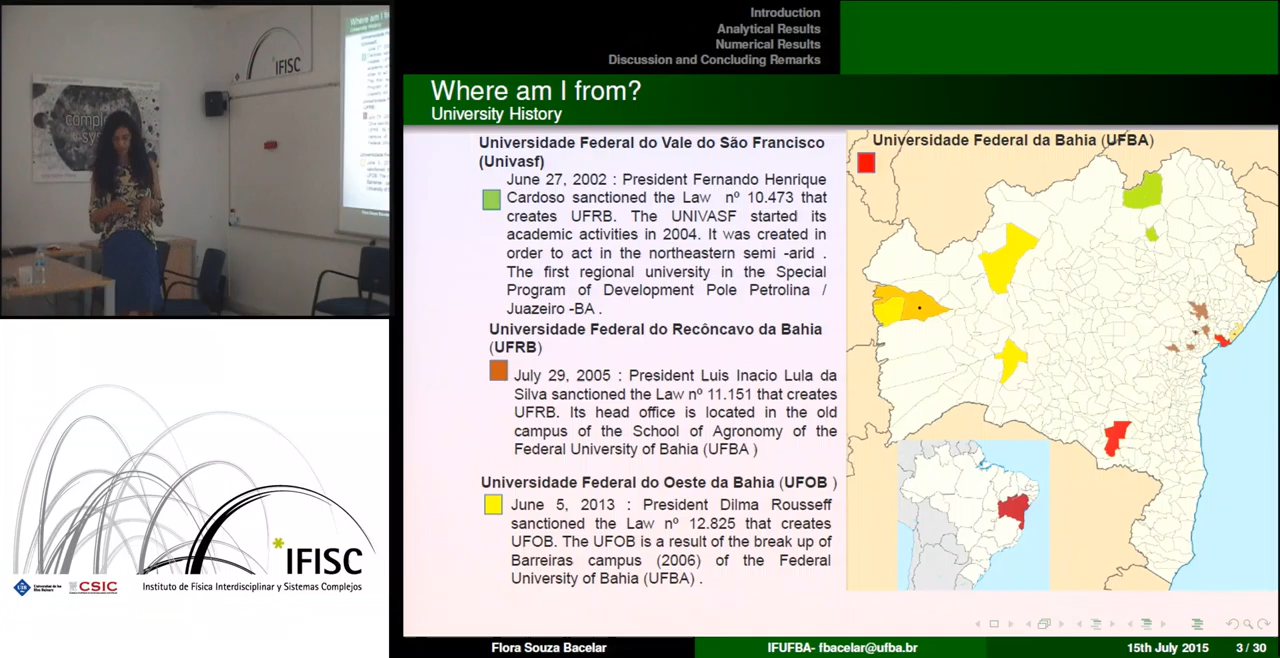 Introduction
Analytical Results
Numerical Results
Discussion and Concluding Remarks
Where am I from?
University History
Universidade Federal do Vale do São Francisco
(Univasf)
June 27, 2002 : President Fernando Henrique
Cardoso sanctioned the Law nº 10.473 that
creates UFRB. The UNIVASF started its
academic activities in 2004. It was created in
order to act in the northeastern semi -arid .
The first regional university in the Special
Program of Development Pole Petrolina /
Juazeiro -BA .
Universidade Federal do Recôncavo da Bahia
(UFRB)
July 29, 2005 : President Luis Inacio Lula da
Silva sanctioned the Law nº 11.151 that creates
UFRB. Its head office is located in the old
campus of the School of Agronomy of the
Federal University of Bahia (UFBA )
Universidade Federal do Oeste da Bahia (UFOB )
June 5, 2013 : President Dilma Rousseff
sanctioned the Law nº 12.825 that creates
UFOB. The UFOB is a result of the break up of
Barreiras campus (2006) of the Federal
University of Bahia (UFBA) .
Universidade Federal da Bahia (UFBA)
Flora Souza Bacelar
IFUFBA- fbacelar@ufba.br
15th July 2015
3 / 30
IFISC
Where am I fr
University History
comple
sy
*IFISC
UIB
CSIC
Instituto de Física Interdisciplinar y Sistemas Complejos